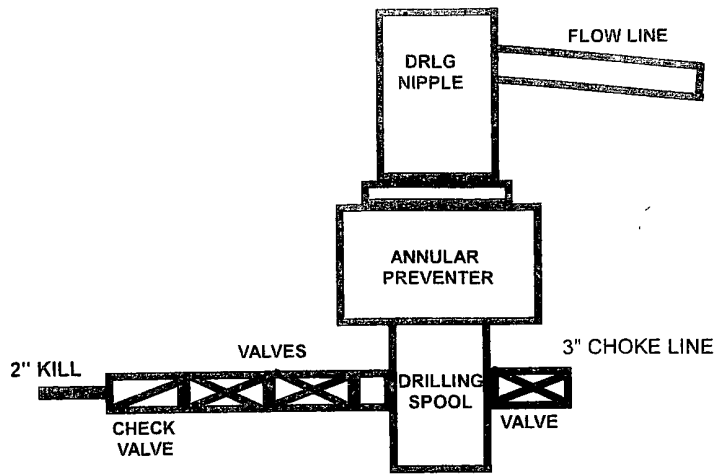 FLOW LINE
DRLG
NIPPLE
ANNULAR
PREVENTER
VALVES
3" CHOKE LINE
2" KILL
DRILLING
SPOOL
CHECK
VALVE
VALVE